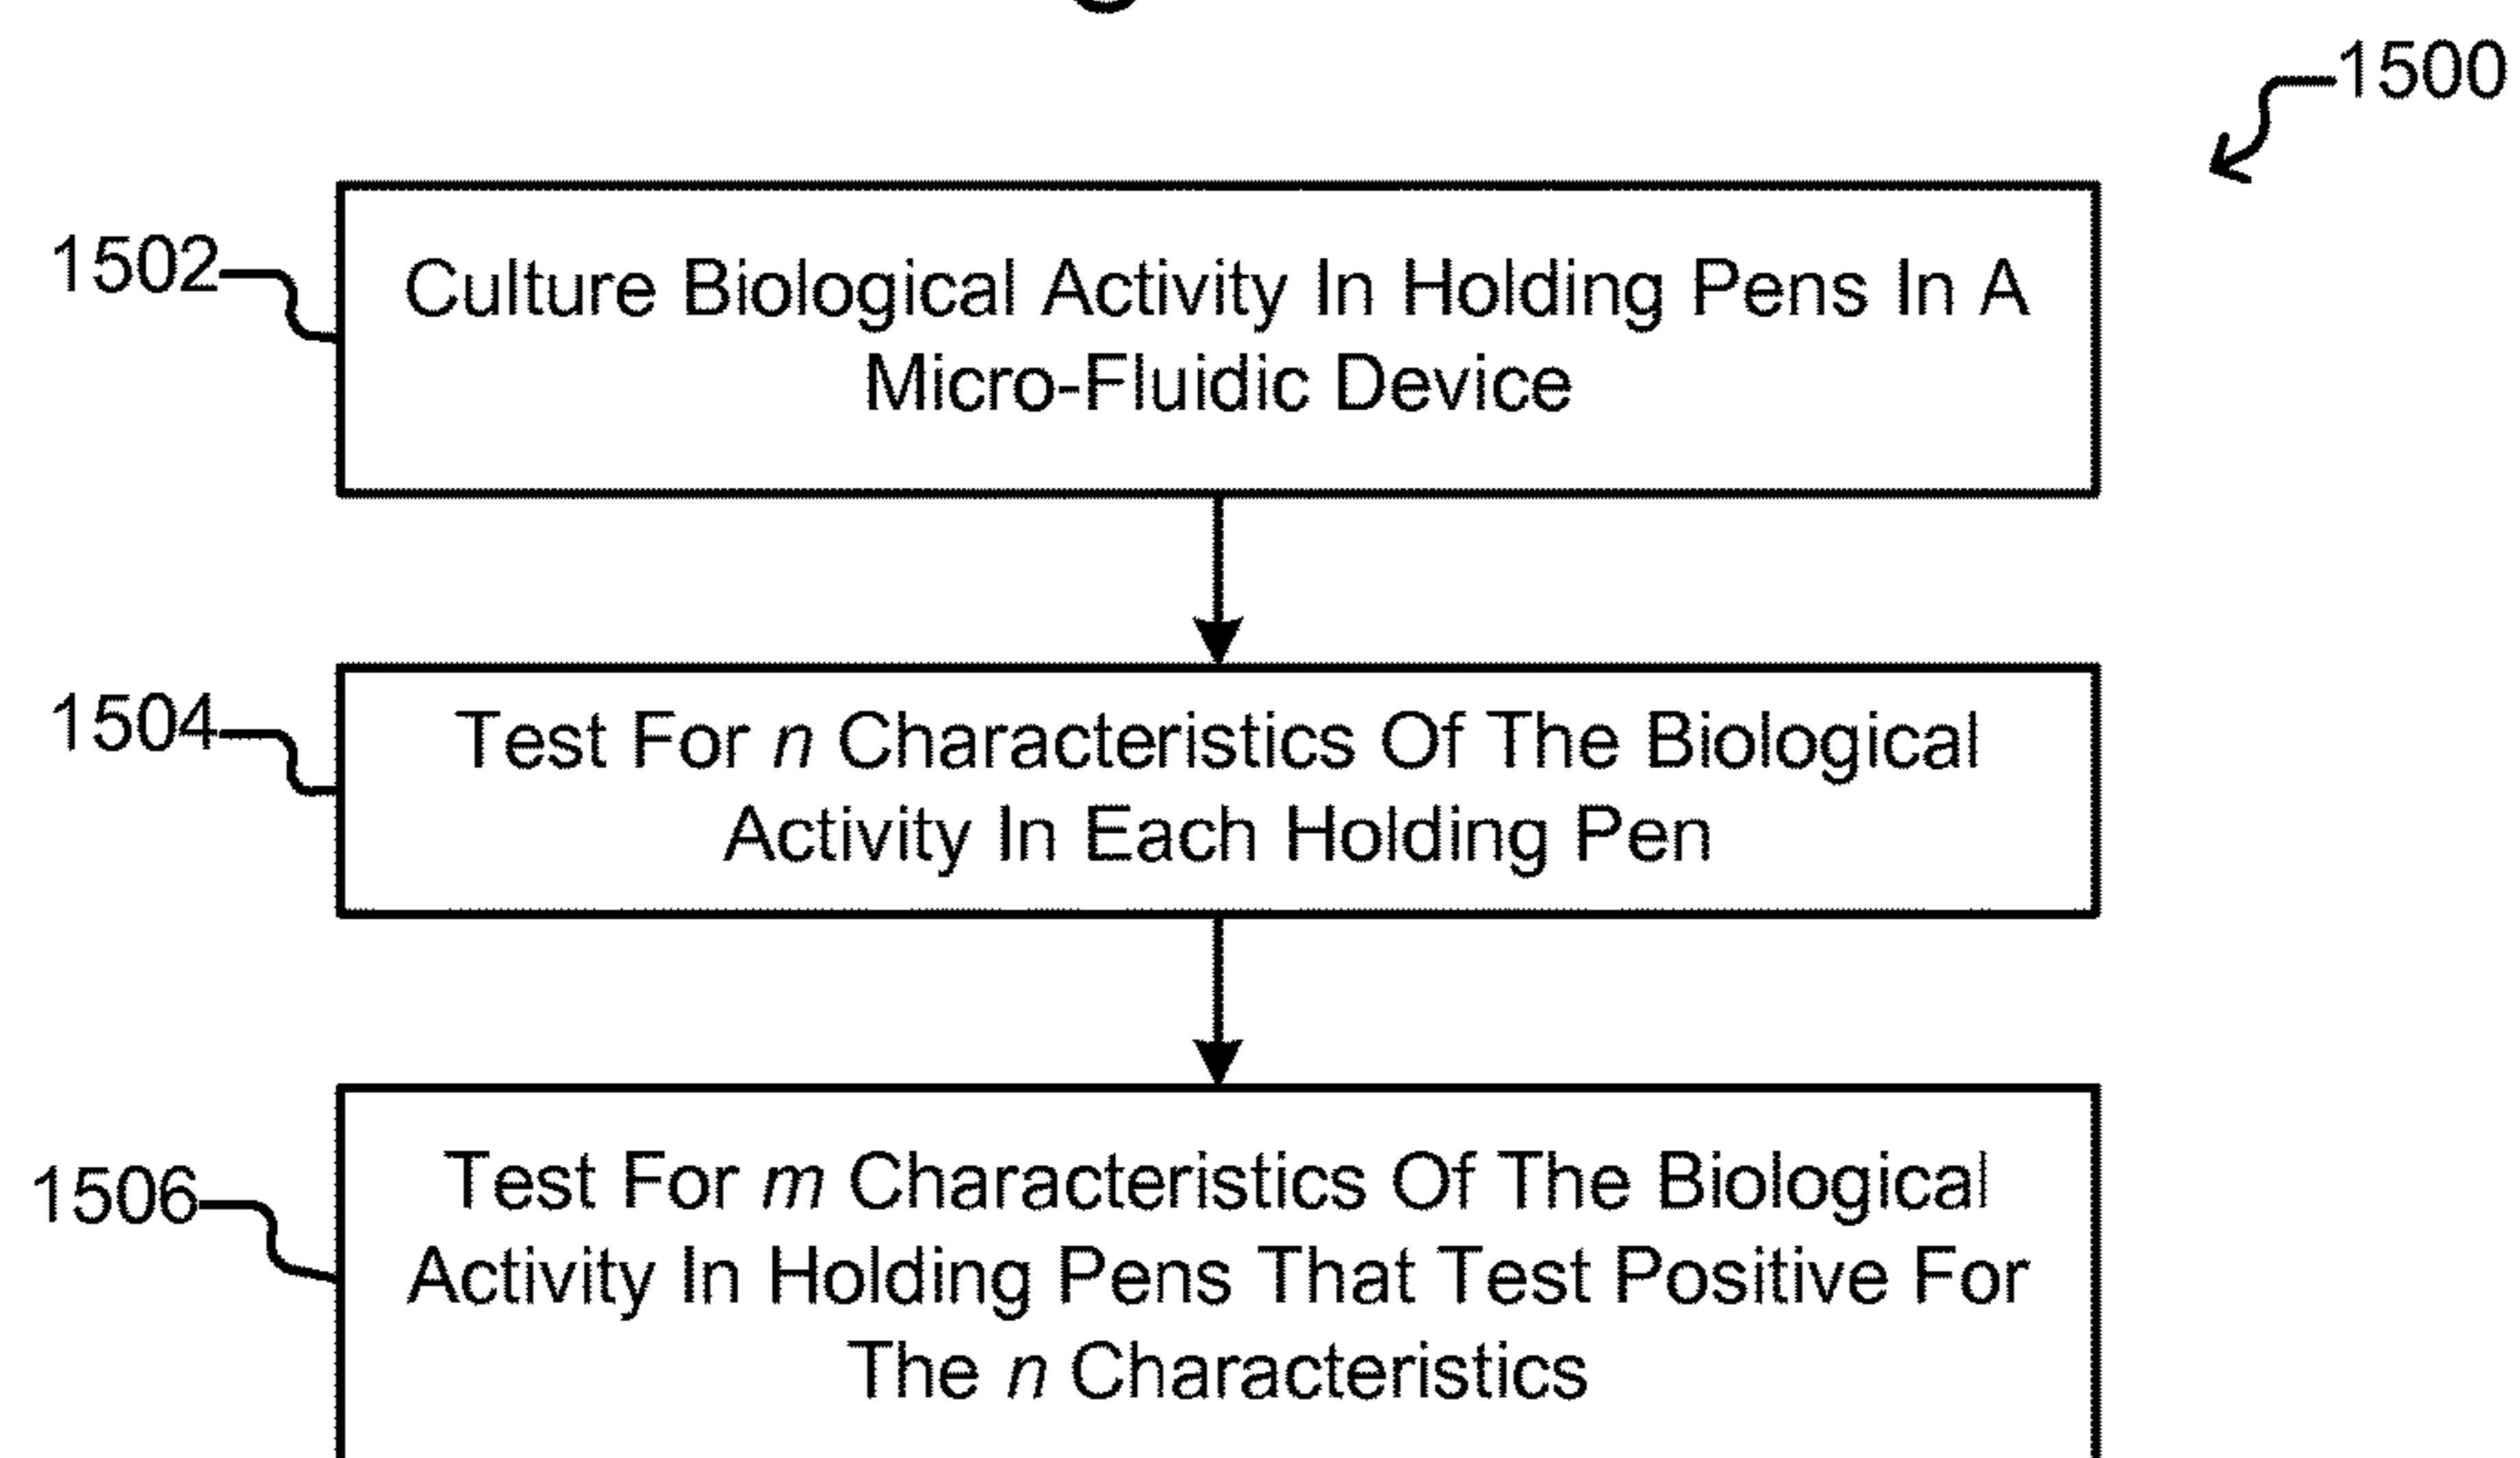 1500
1502
Culture Biological Activity In Holding Pens In A
Micro-Fluidic Device
1504
Test For n Characteristics Of The Biological
Activity In Each Holding Pen
1506
Test For m Characteristics Of The Biological
Activity In Holding Pens That Test Positive For
The n Characteristics